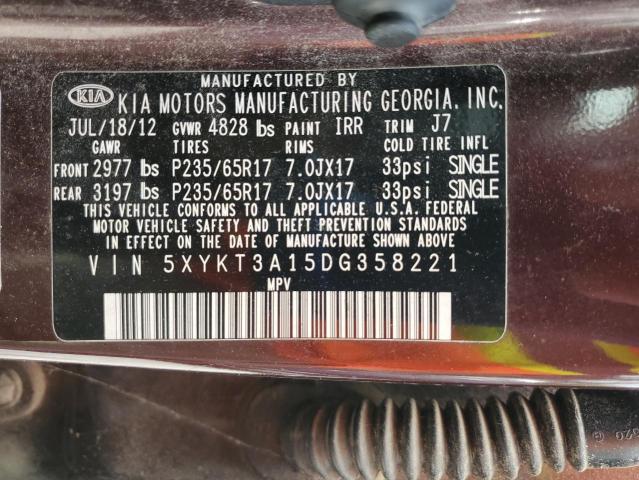 MANUFACTURED BY
KIA KIA MOTORS MANUFACTURING GEORGIA, INC.
JUL/18/12 GVWR 4828 lbs PAINT IRR TRIM J7
GAWR TIRES RIMS COLD TIRE INFL
FRONT 2977 lbs P235/65R17 7.0JX17 33psi SINGLE
REAR 3197 lbs P235/65R17 7.0JX17 33psi SINGLE
THIS VEHICLE CONFORMS TO ALL APPLICABLE U.S.A. FEDERAL
MOTOR VEHICLE SAFETY AND THEFT PREVENTION STANDARDS
IN EFFECT ON THE DATE OF MANUFACTURE SHOWN ABOVE
VIN 5XYKT3A15DG358221
MPV